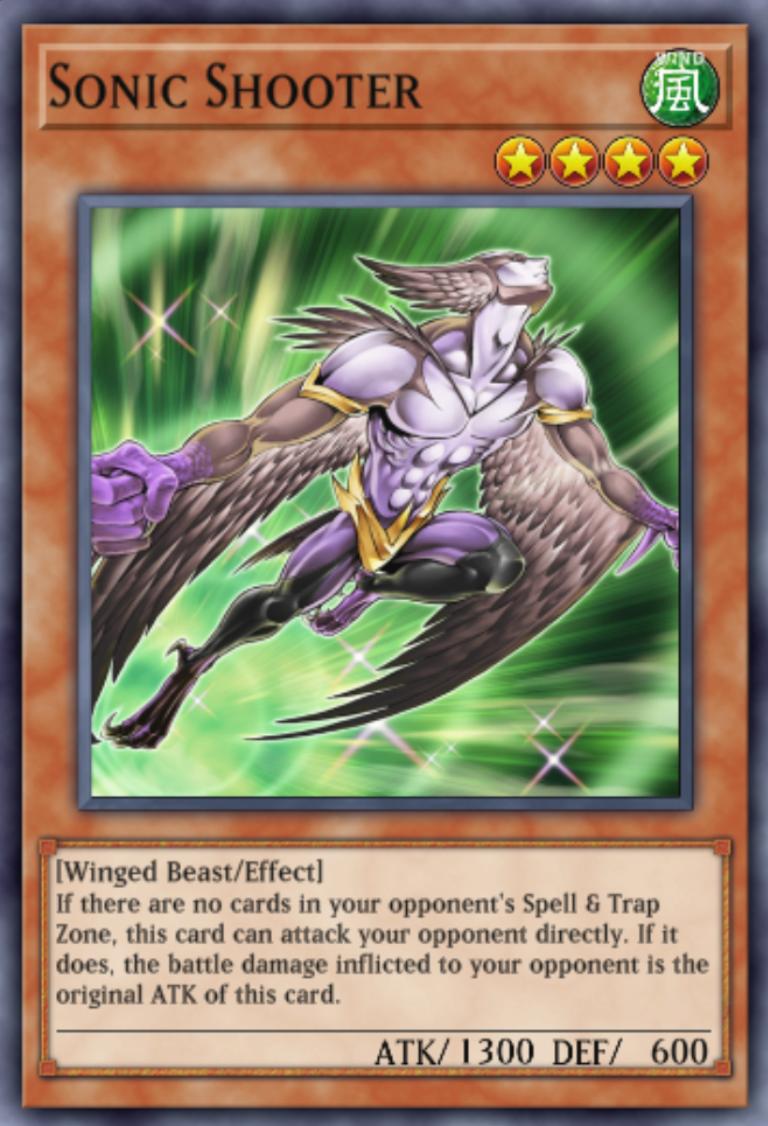 Sonic Shooter
WIND
風
[Winged Beast/Effect]
If there are no cards in your opponent's Spell & Trap
Zone, this card can attack your opponent directly. If it
does, the battle damage inflicted to your opponent is the
original ATK of this card.
ATK/ 1300 DEF/ 600